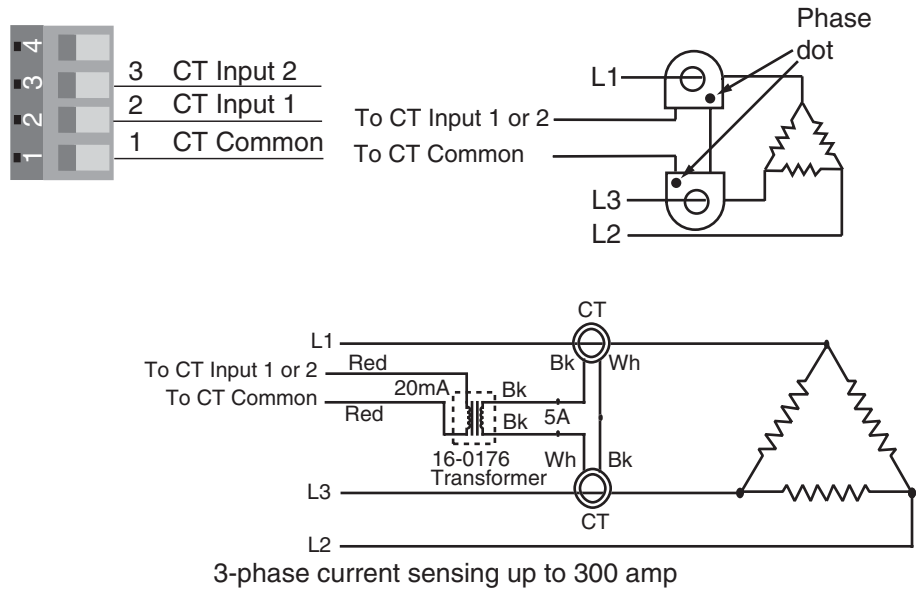 4
3
2
1
3 CT Input 2
2 CT Input 1
1 CT Common
Phase
dot
L1
To CT Input 1 or 2
To CT Common
L3
L2
CT
L1
Bk Wh
To CT Input 1 or 2 Red
To CT Common 20mA Bk
Red Bk 5A
16-0176 Wh Bk
Transformer
L3
CT
L2
3-phase current sensing up to 300 amp